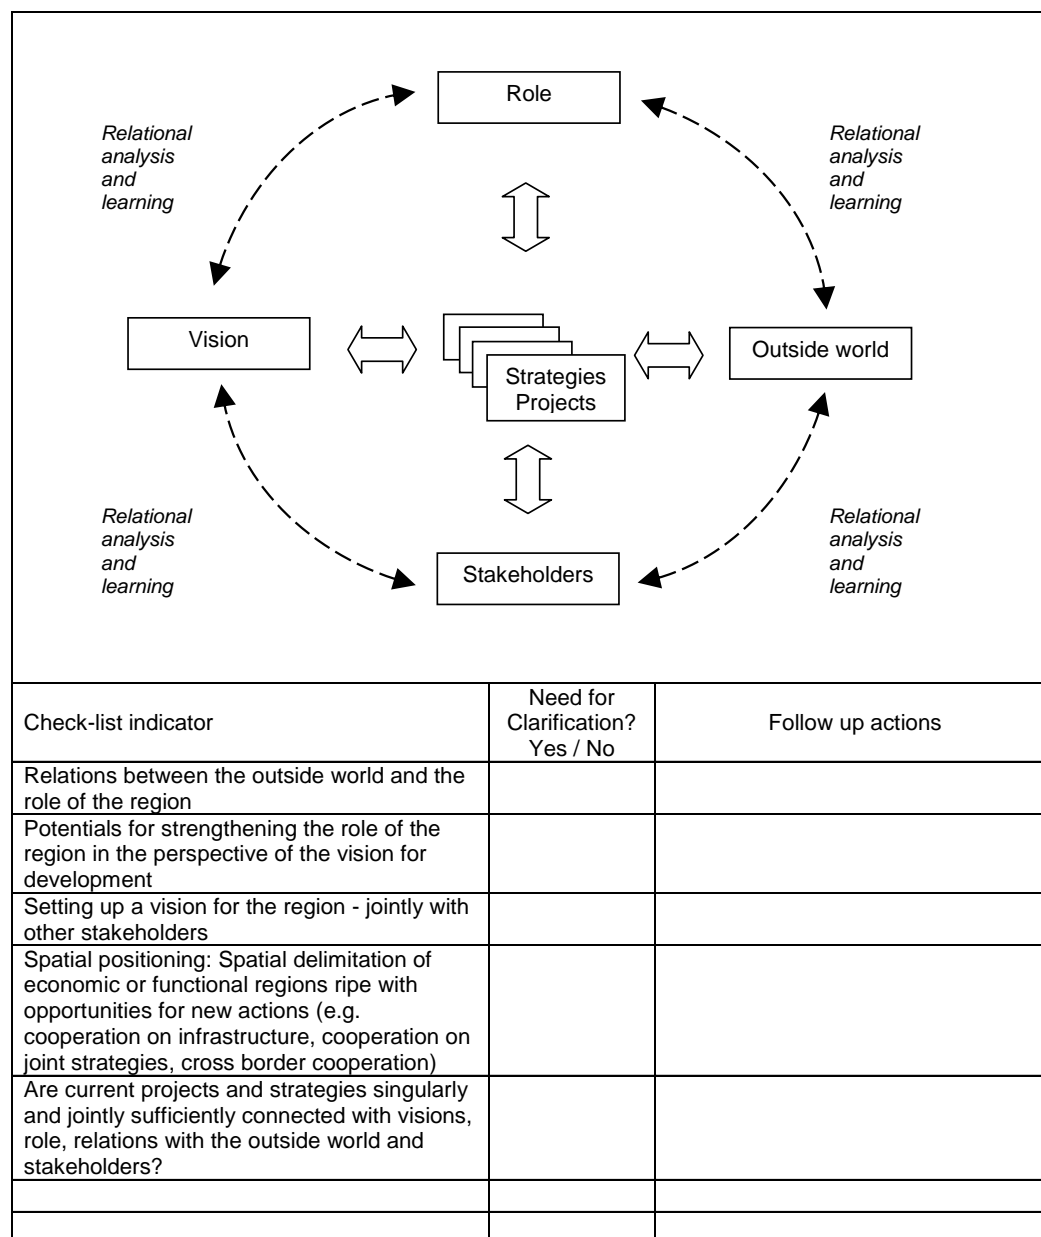 Role
Relational
analysis
and
learning
Relational
analysis
and
learning
Vision
Strategies
Projects
Outside world
Relational
analysis
and
learning
Stakeholders
Relational
analysis
and
learning
Check-list indicator
Need for
Clarification?
Yes / No
Follow up actions
Relations between the outside world and the
role of the region
Potentials for strengthening the role of the
region in the perspective of the vision for
development
Setting up a vision for the region - jointly with
other stakeholders
Spatial positioning: Spatial delimitation of
economic or functional regions ripe with
opportunities for new actions (e.g.
cooperation on infrastructure, cooperation on
joint strategies, cross border cooperation)
Are current projects and strategies singularly
and jointly sufficiently connected with visions,
role, relations with the outside world and
stakeholders?